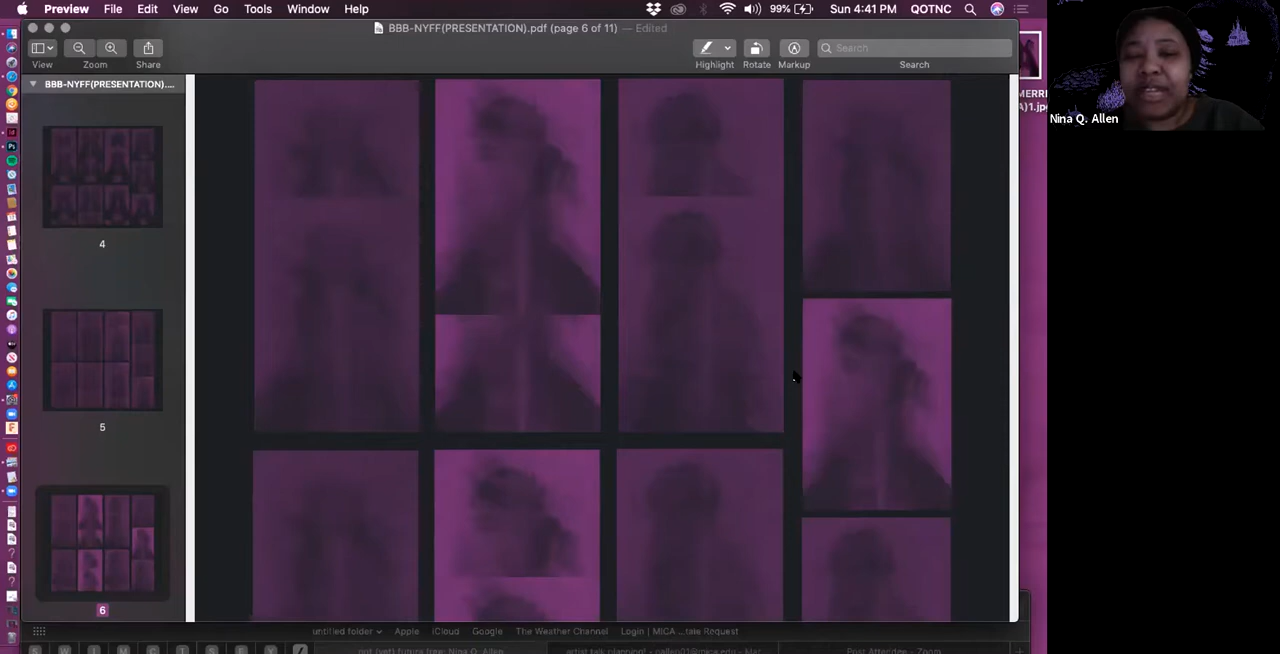 Preview File Edit View Go Tools Window Help 99% Sun 4:41 PM QOTNC
BBB-NYFF(PRESENTATION).pdf (page 6 of 11) — Edited
View Zoom Share Highlight Rotate Markup Search
Search
BBB-NYFF(PRESENTATION)....
4
5
6
Nina Q. Allen
untitled folder Apple iCloud Google The Weather Channel Login | MICA ...tate Request